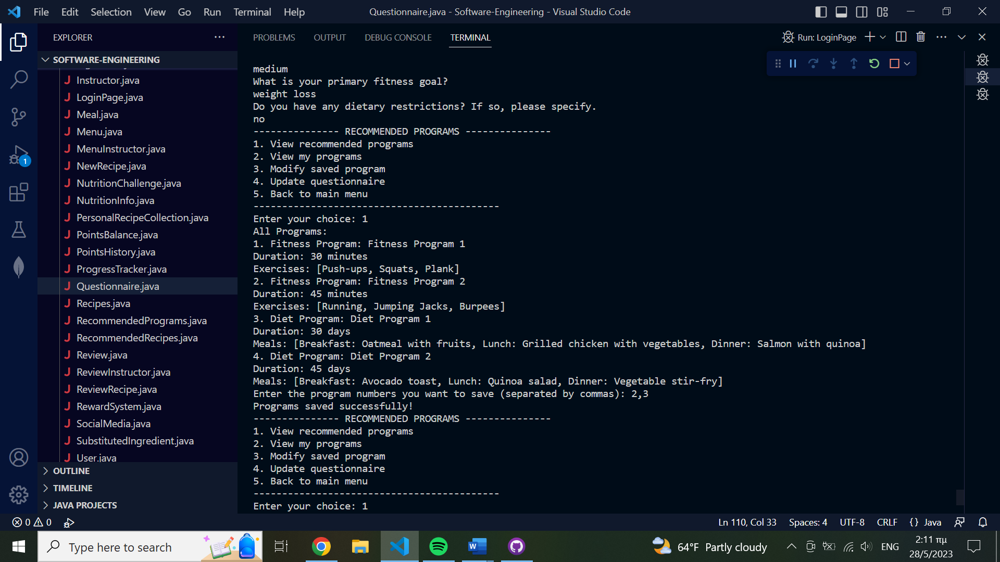 File Edit Selection View Go Run Terminal Help
Questionnaire.java - Software-Engineering - Visual Studio Code
EXPLORER
SOFTWARE-ENGINEERING
Instructor.java
LoginPage.java
Meal.java
Menu.java
MenuInstructor.java
NewRecipe.java
NutritionChallenge.java
NutritionInfo.java
PersonalRecipeCollection.java
PointsBalance.java
PointsHistory.java
ProgressTracker.java
Questionnaire.java
Recipes.java
RecommendedPrograms.java
RecommendedRecipes.java
Review.java
ReviewInstructor.java
ReviewRecipe.java
RewardSystem.java
SocialMedia.java
SubstitutedIngredient.java
User.java
OUTLINE
TIMELINE
JAVA PROJECTS
1
PROBLEMS OUTPUT DEBUG CONSOLE TERMINAL
Run: LoginPage
medium
What is your primary fitness goal?
weight loss
Do you have any dietary restrictions? If so, please specify.
no
--------------- RECOMMENDED PROGRAMS ---------------
1. View recommended programs
2. View my programs
3. Modify saved program
4. Update questionnaire
5. Back to main menu
-------------------------------------------
Enter your choice: 1
All Programs:
1. Fitness Program: Fitness Program 1
Duration: 30 minutes
Exercises: [Push-ups, Squats, Plank]
2. Fitness Program: Fitness Program 2
Duration: 45 minutes
Exercises: [Running, Jumping Jacks, Burpees]
3. Diet Program: Diet Program 1
Duration: 30 days
Meals: [Breakfast: Oatmeal with fruits, Lunch: Grilled chicken with vegetables, Dinner: Salmon with quinoa]
4. Diet Program: Diet Program 2
Duration: 45 days
Meals: [Breakfast: Avocado toast, Lunch: Quinoa salad, Dinner: Vegetable stir-fry]
Enter the program numbers you want to save (separated by commas): 2,3
Programs saved successfully!
--------------- RECOMMENDED PROGRAMS ---------------
1. View recommended programs
2. View my programs
3. Modify saved program
4. Update questionnaire
5. Back to main menu
-------------------------------------------
Enter your choice: 1
0 0
Ln 110, Col 33 Spaces: 4 UTF-8 CRLF {} Java
Type here to search
64°F Partly cloudy
ENG
2:11 πμ
28/5/2023